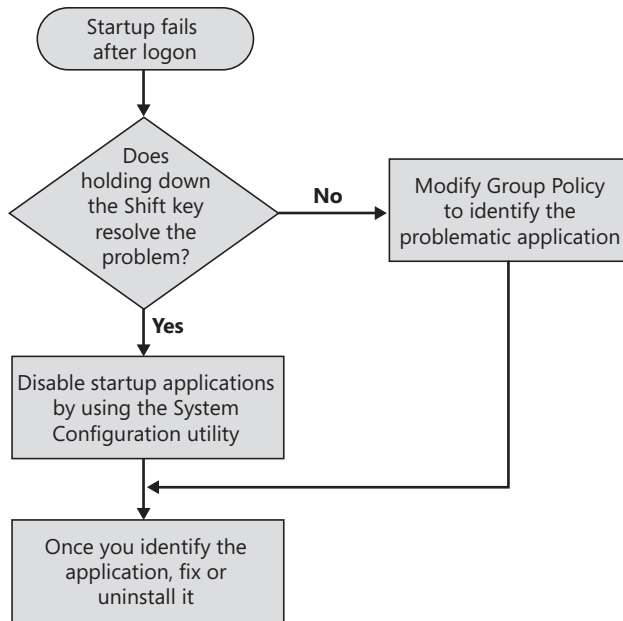 Startup fails
after logon
Does
holding down
the Shift key
resolve the
problem?
No
Modify Group Policy
to identify the
problematic application
Yes
Disable startup applications
by using the System
Configuration utility
Once you identify the
application, fix or
uninstall it